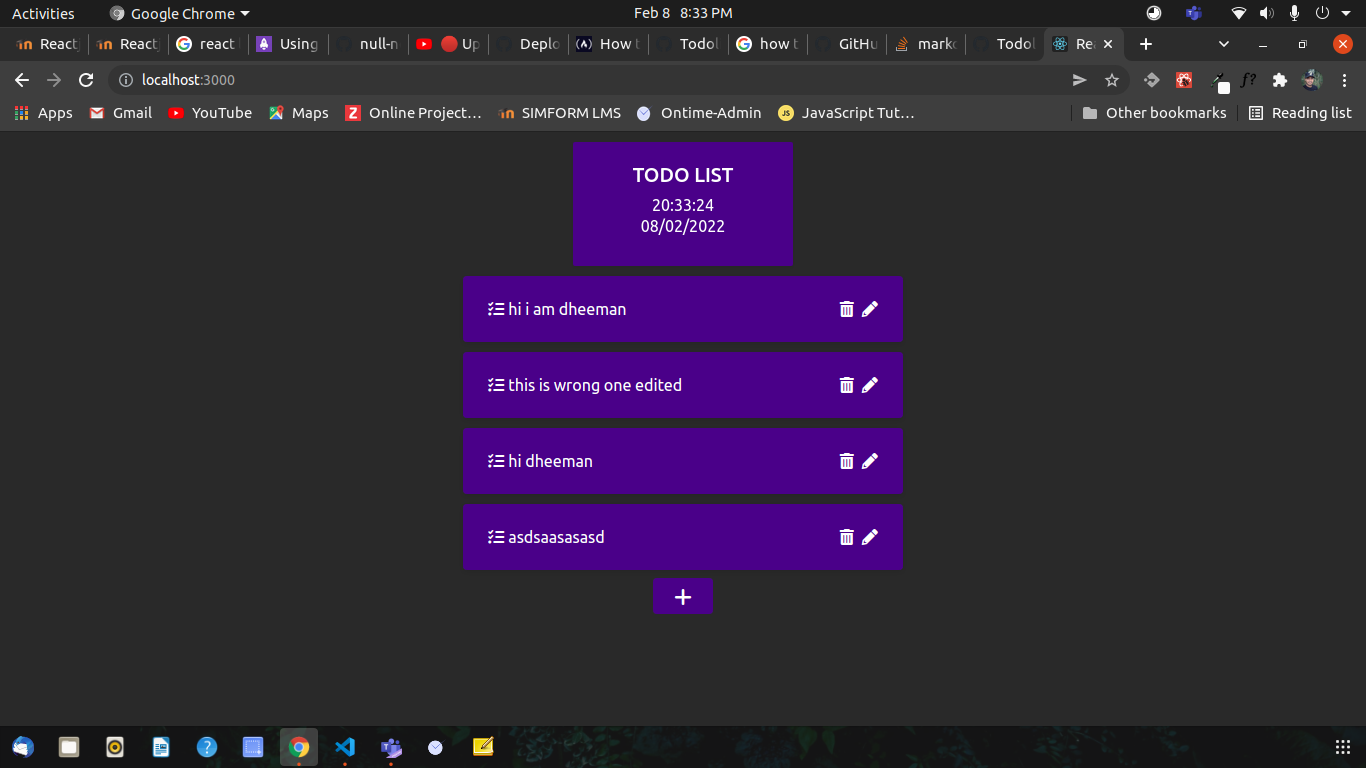 Activities Google Chrome Feb 8 8:33 PM
React React react Using null-n Up Deplo How t Todol how t GitHu marko Todol Rea
localhost:3000
Apps Gmail YouTube Maps Online Project… SIMFORM LMS Ontime-Admin JavaScript Tut… Other bookmarks Reading list
TODO LIST
20:33:24
08/02/2022
hi i am dheeman
this is wrong one edited
hi dheeman
asdsaasasasd
+